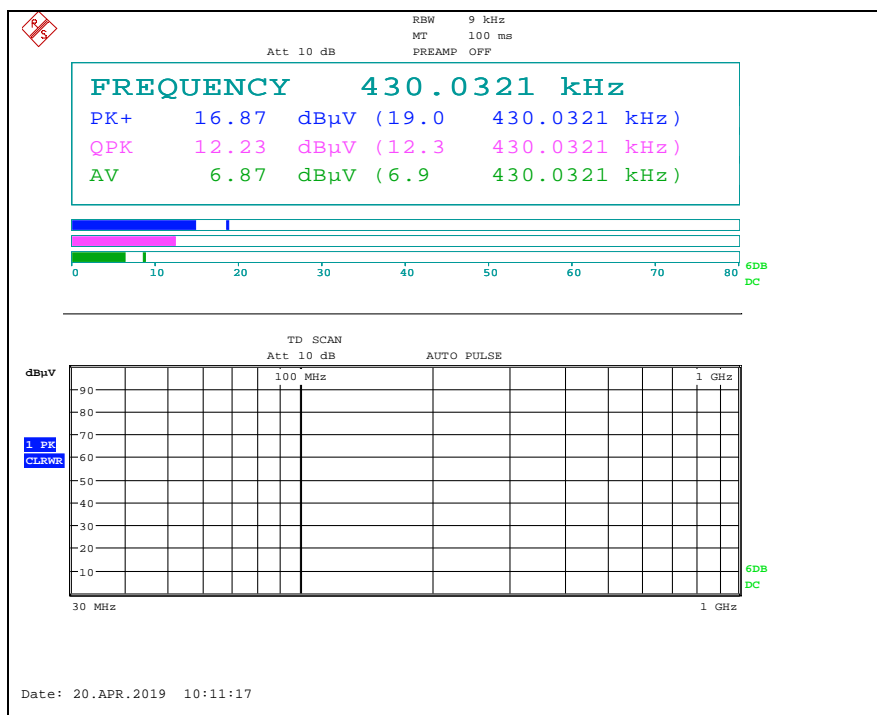 R S
RBW 9 kHz
MT 100 ms
Att 10 dB PREAMP OFF
FREQUENCY 430.0321 kHz
PK+ 16.87 dBµV (19.0 430.0321 kHz)
QPK 12.23 dBµV (12.3 430.0321 kHz)
AV 6.87 dBµV (6.9 430.0321 kHz)
0 10 20 30 40 50 60 70 80
6DB
DC
TD SCAN
Att 10 dB AUTO PULSE
dBµV
100 MHz 1 GHz
90
80
70
1 PK
CLRWR
60
50
40
30
20
10
6DB
DC
30 MHz 1 GHz
Date: 20.APR.2019 10:11:17